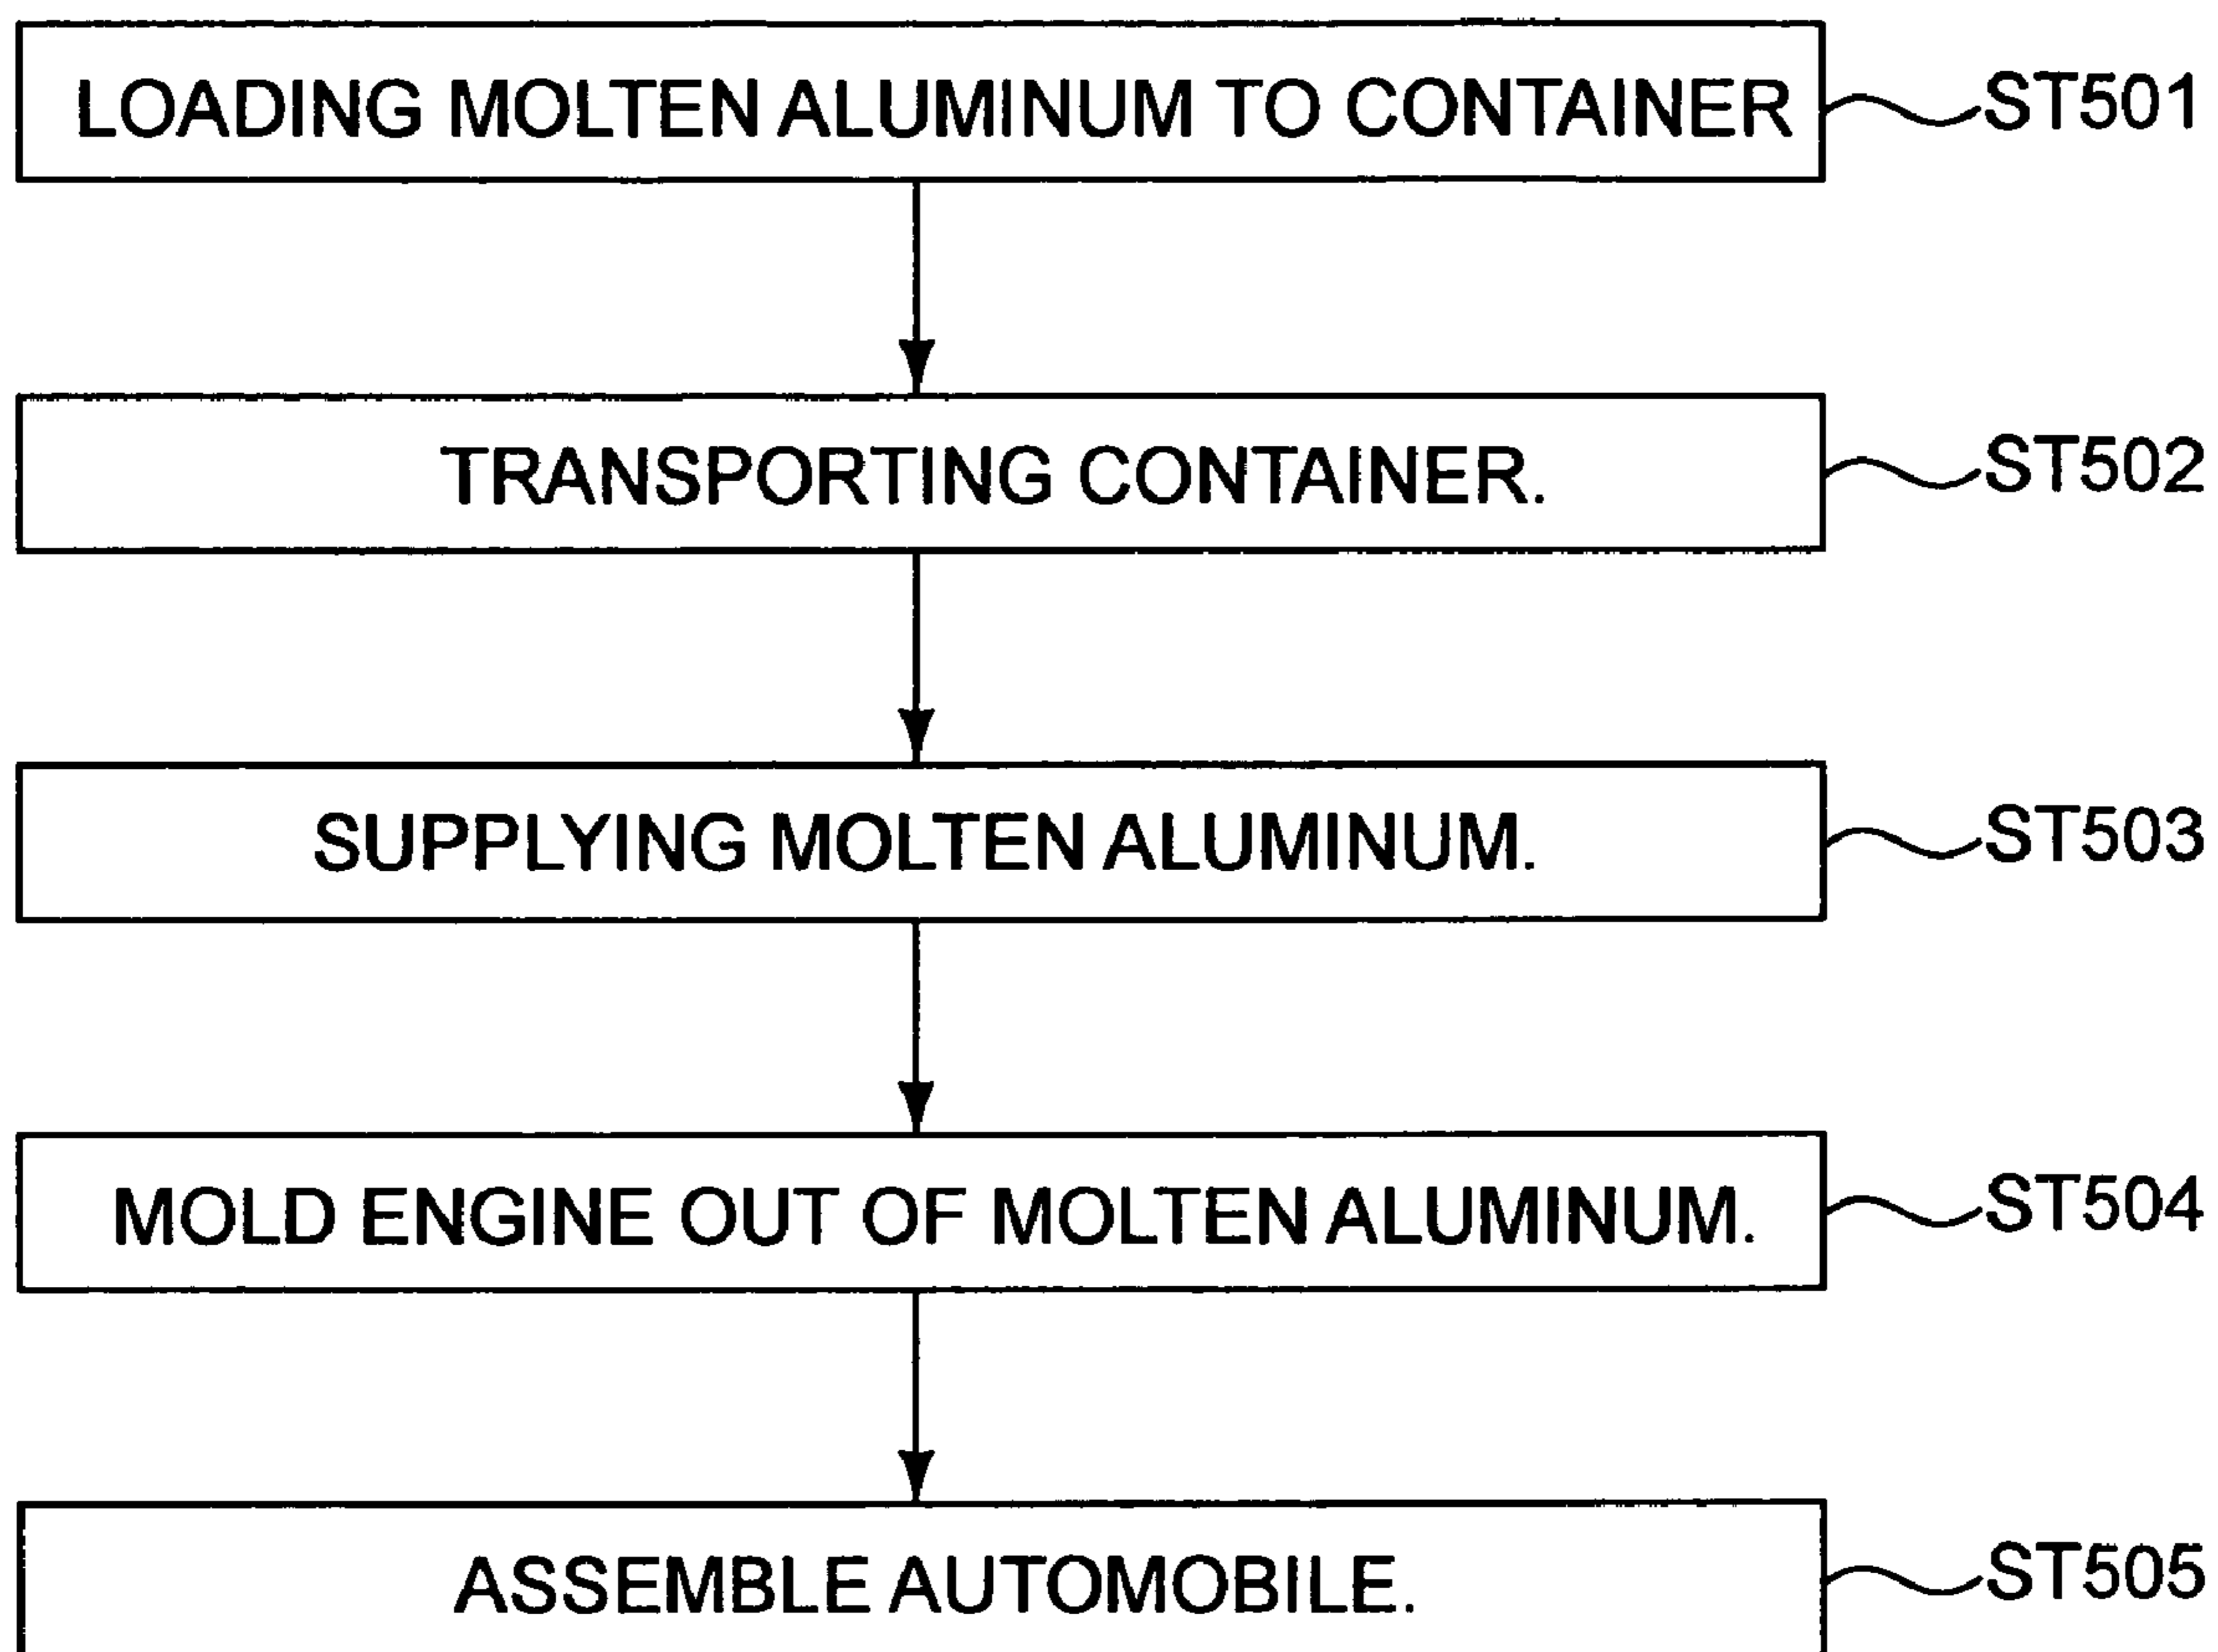 LOADING MOLTEN ALUMINUM TO CONTAINER ST501
TRANSPORTING CONTAINER. ST502
SUPPLYING MOLTEN ALUMINUM. ST503
MOLD ENGINE OUT OF MOLTEN ALUMINUM. ST504
ASSEMBLE AUTOMOBILE. ST505